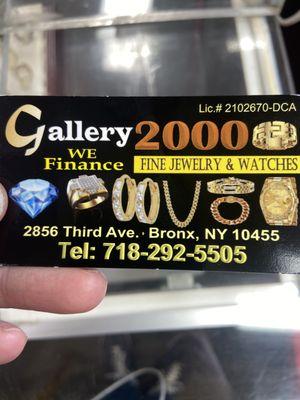 Lic.# 2102670-DCA
Gallery 2000
WE
Finance
FINE JEWELRY & WATCHES
2856 Third Ave. · Bronx, NY 10455
Tel: 718-292-5505